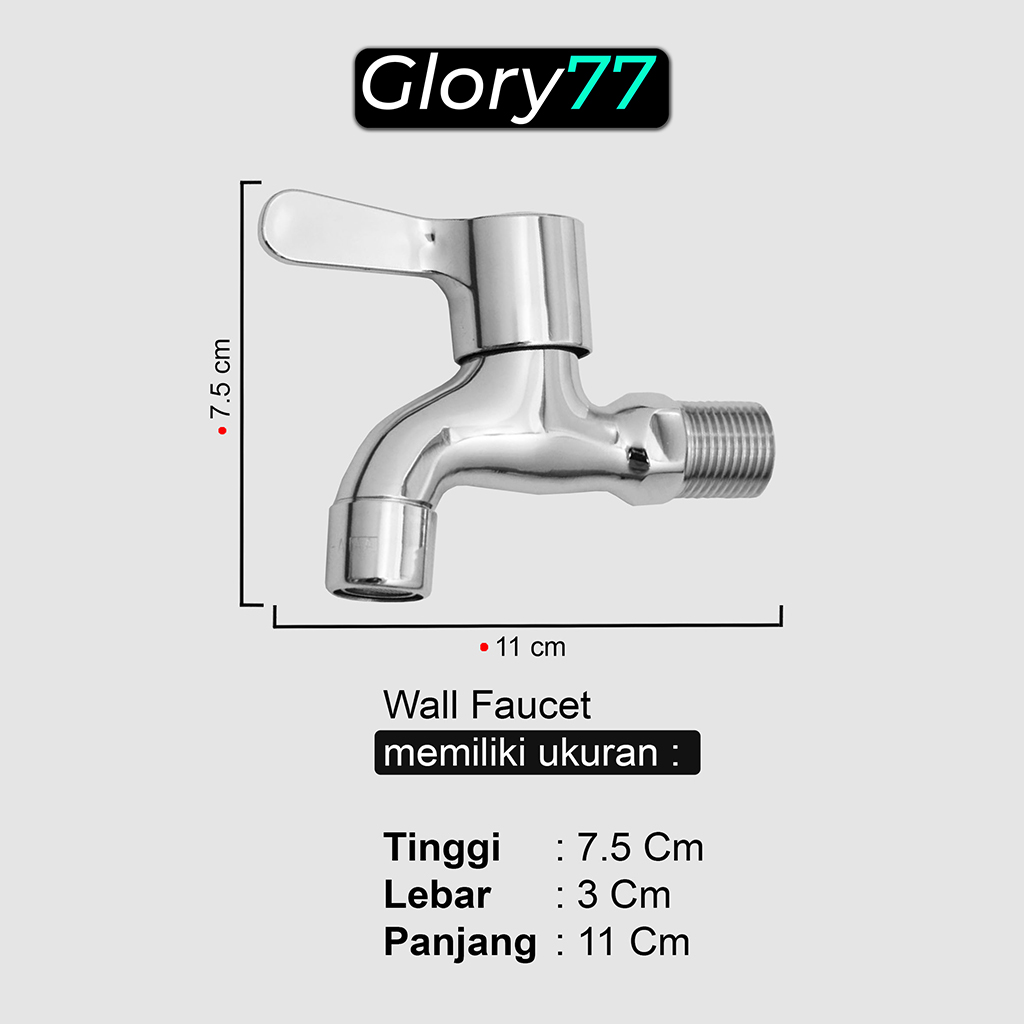 Glory77
7.5 cm
11 cm
Wall Faucet
memiliki ukuran :
Tinggi : 7.5 Cm
Lebar : 3 Cm
Panjang : 11 Cm